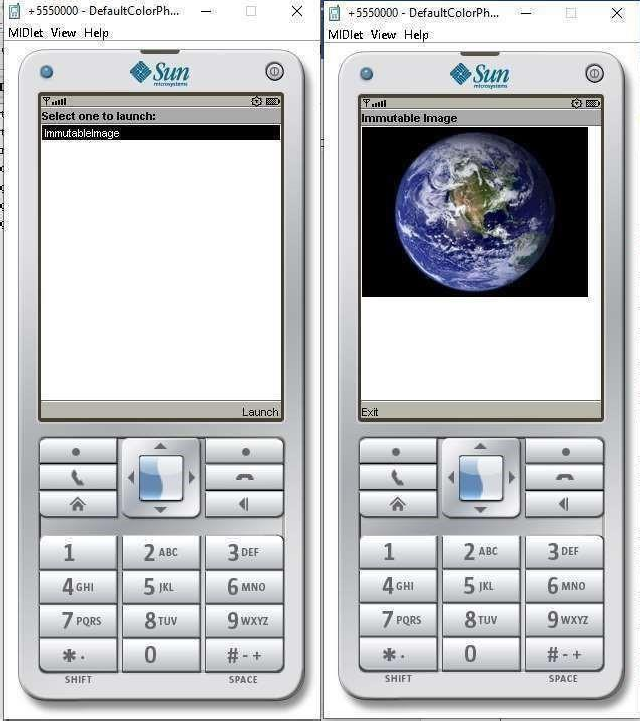 +5550000 - DefaultColorPh...
MIDlet View Help
Sun
microsystems
Select one to launch:
ImmutableImage
Launch
1
2 ABC
3 DEF
4 GHI
5 JKL
6 MNO
7 PQRS
8 TUV
9 WXYZ
* .
0
# - +
SHIFT
SPACE
+5550000 - DefaultColorPh...
MIDlet View Help
Sun
microsystems
Immutable Image
Exit
1
2 ABC
3 DEF
4 GHI
5 JKL
6 MNO
7 PQRS
8 TUV
9 WXYZ
* .
0
# - +
SHIFT
SPACE